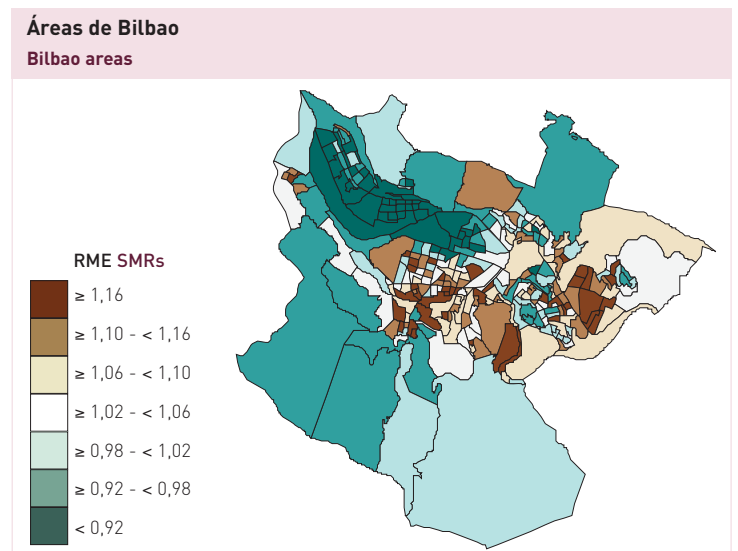 Áreas de Bilbao
Bilbao areas
RME SMRs
≥ 1,16
≥ 1,10 - < 1,16
≥ 1,06 - < 1,10
≥ 1,02 - < 1,06
≥ 0,98 - < 1,02
≥ 0,92 - < 0,98
< 0,92